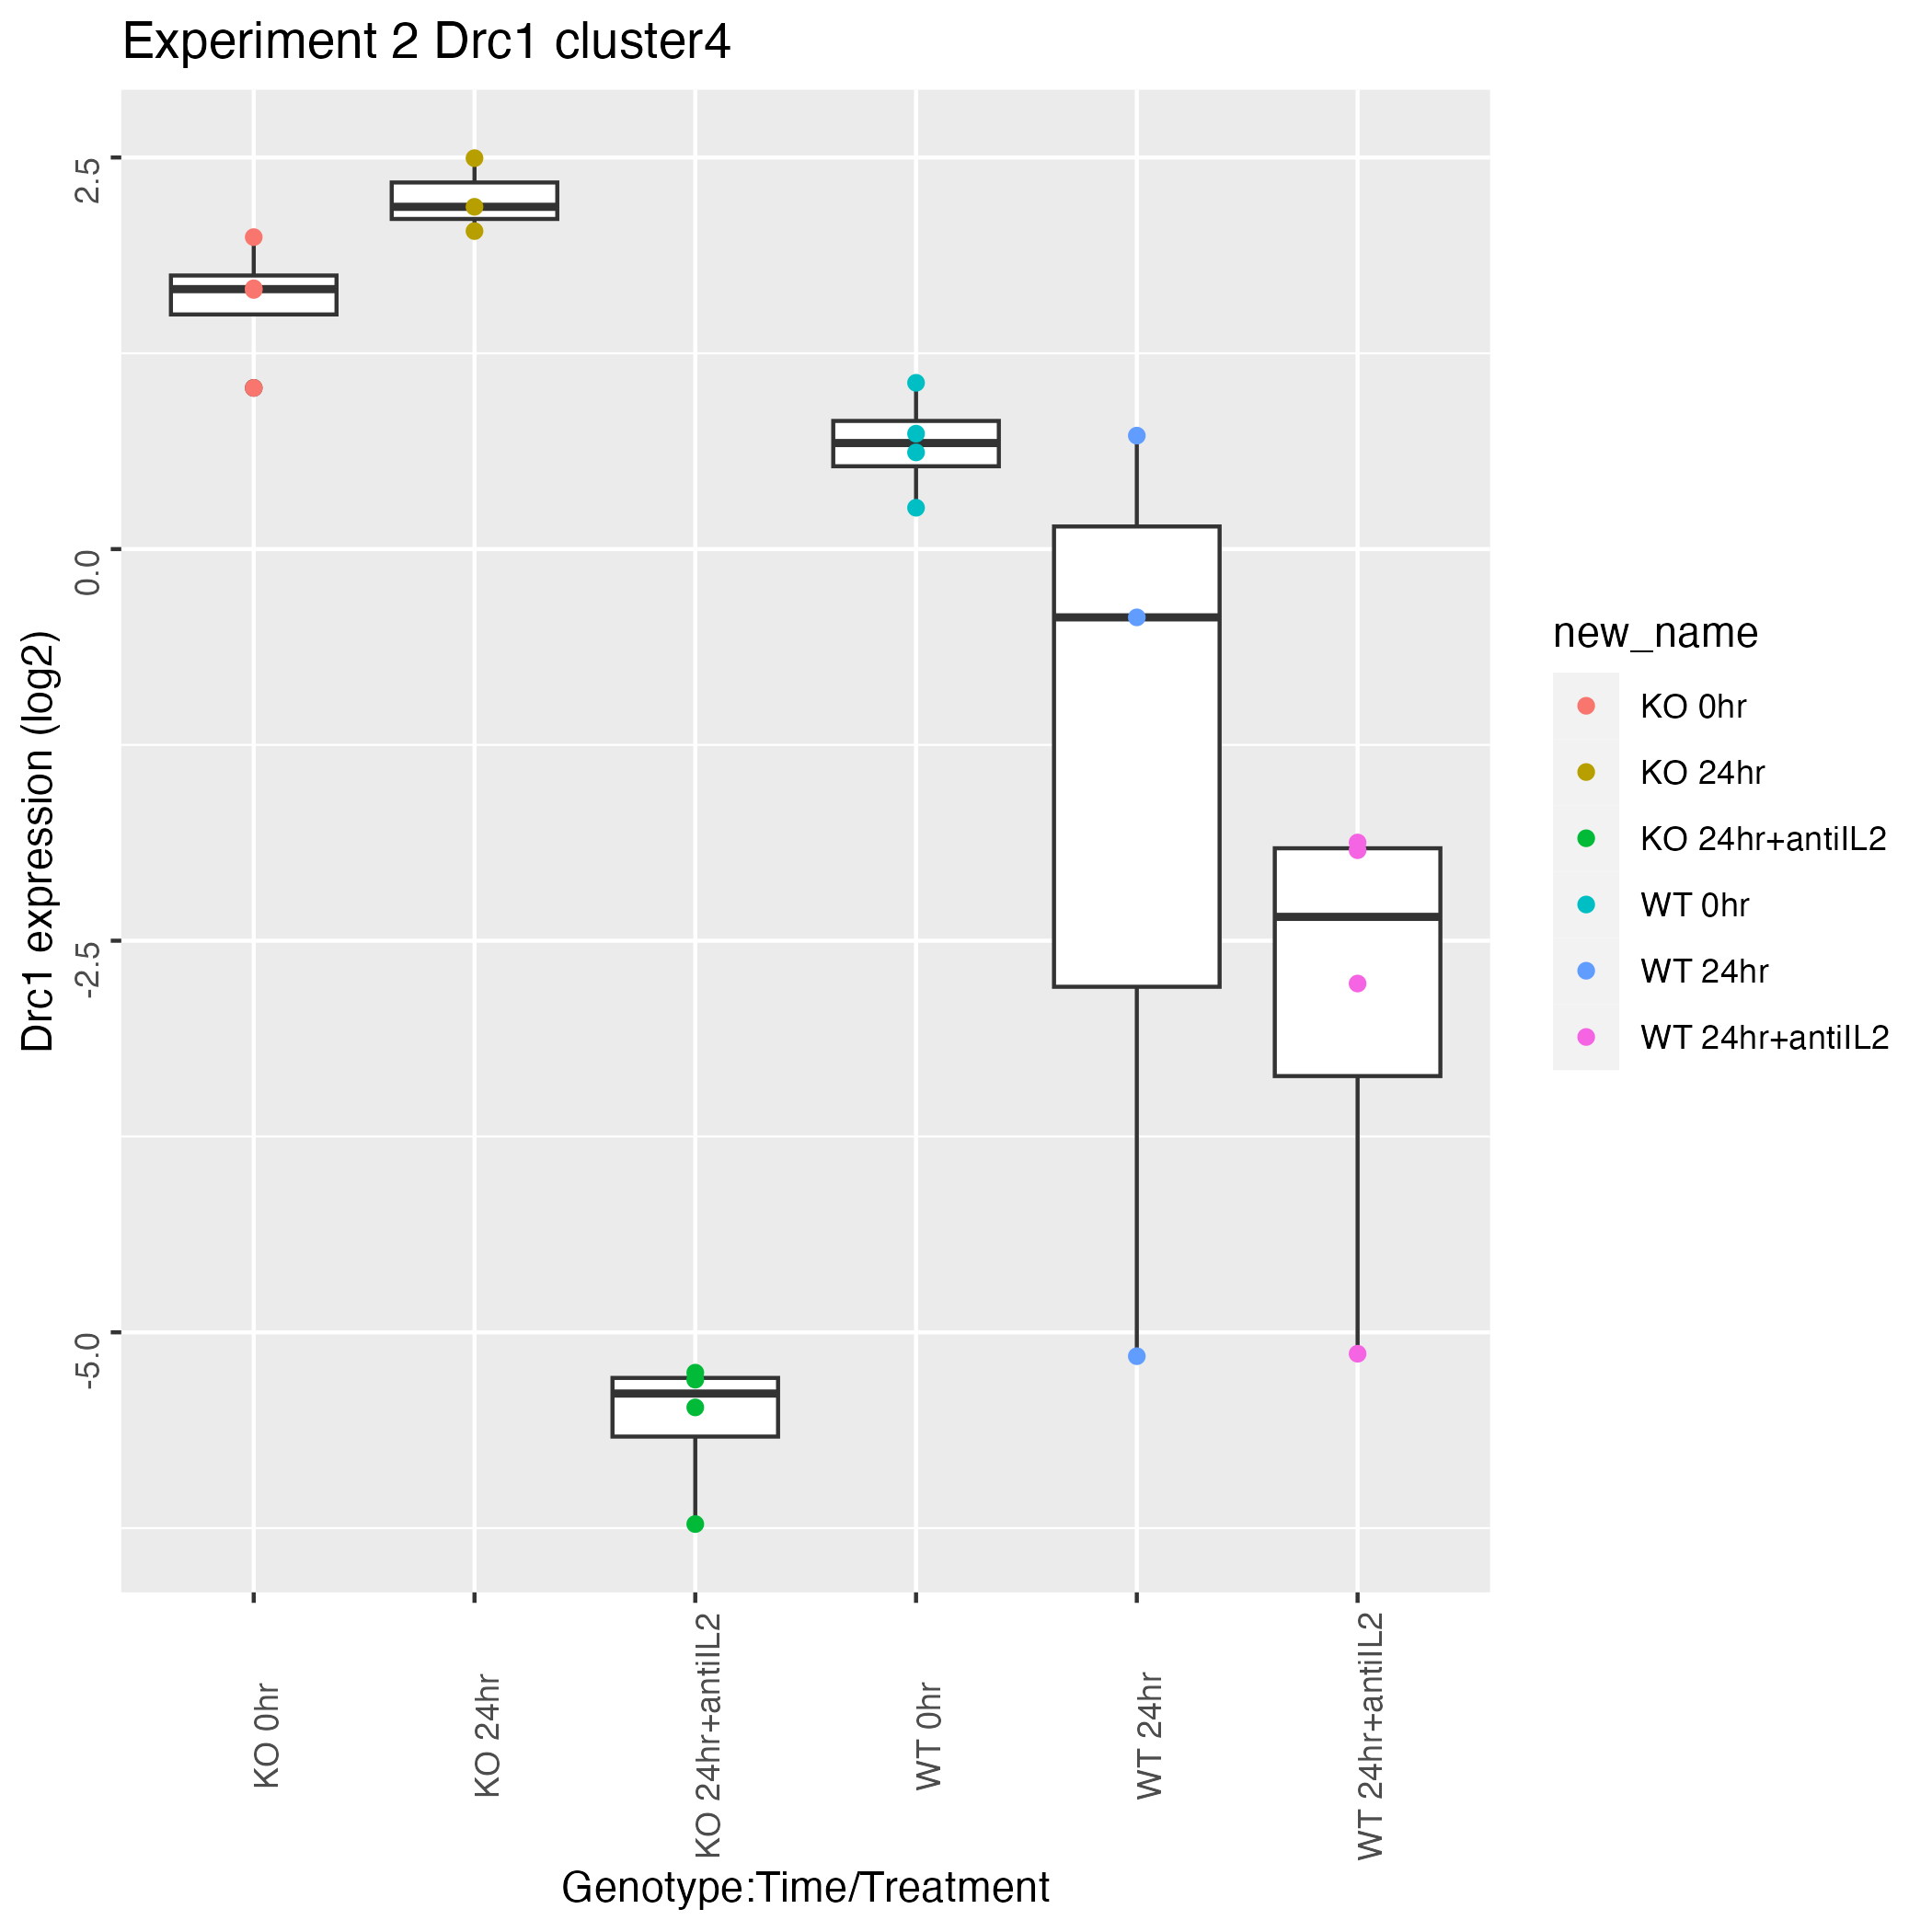 Experiment 2 Drc1 cluster4
Drc1 expression (log2)
2.5
0.0
-2.5
-5.0
KO 0hr
KO 24hr
KO 24hr+antiIL2
WT 0hr
WT 24hr
WT 24hr+antiIL2
Genotype:Time/Treatment
new_name
KO 0hr
KO 24hr
KO 24hr+antiIL2
WT 0hr
WT 24hr
WT 24hr+antiIL2